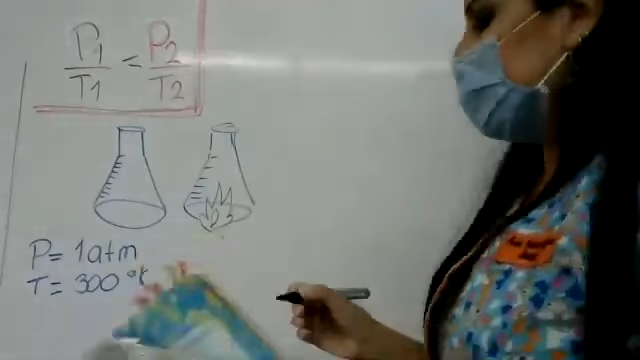 P1/T1 = P2/T2
P= 1atm
T= 300 °K